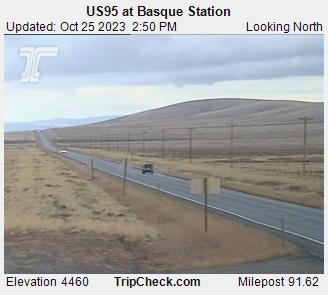 US95 at Basque Station
Updated: Oct 25 2023 2:50 PM Looking North
Elevation 4460 TripCheck.com Milepost 91.62